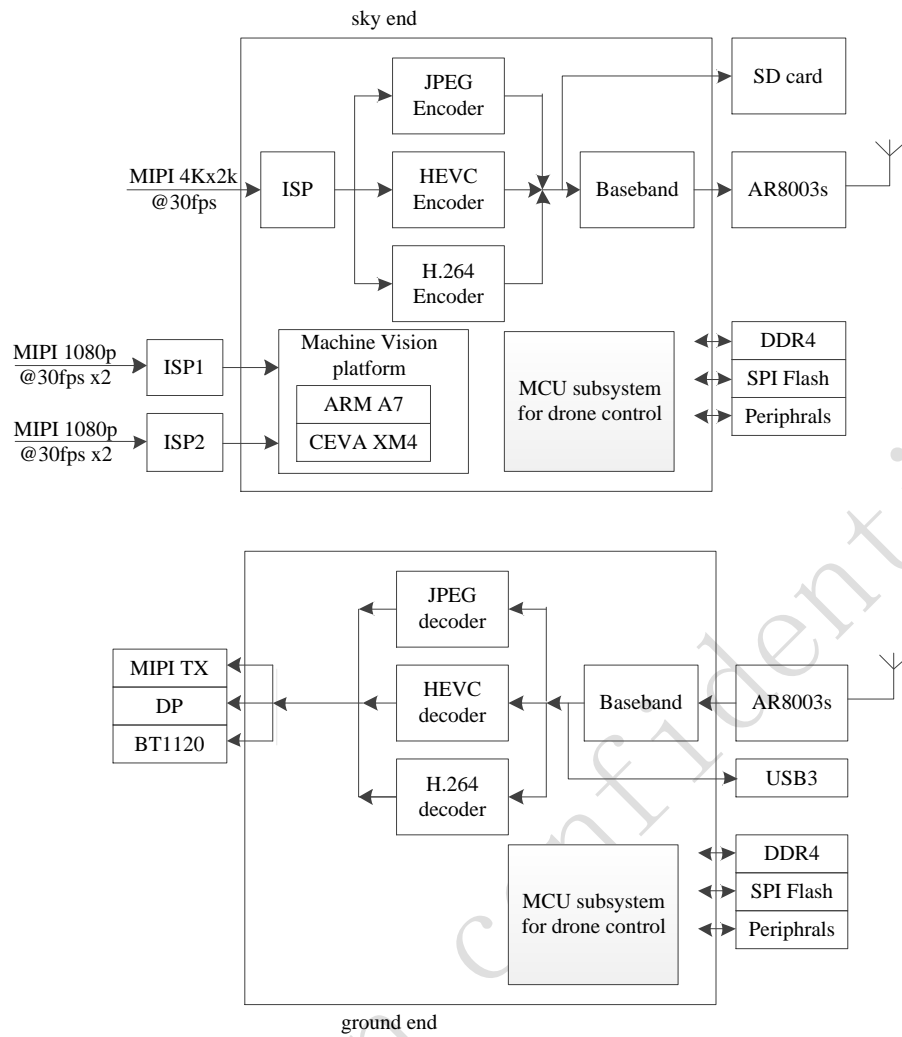 sky end
JPEG
Encoder
SD card
MIPI 4Kx2k
@30fps
ISP
HEVC
Encoder
Baseband
AR8003s
H.264
Encoder
MIPI 1080p
@30fps x2
ISP1
Machine Vision
platform
ARM A7
CEVA XM4
MIPI 1080p
@30fps x2
ISP2
MCU subsystem
for drone control
DDR4
SPI Flash
Periphrals
JPEG
decoder
MIPI TX
DP
BT1120
HEVC
decoder
Baseband
AR8003s
H.264
decoder
USB3
MCU subsystem
for drone control
DDR4
SPI Flash
Periphrals
ground end